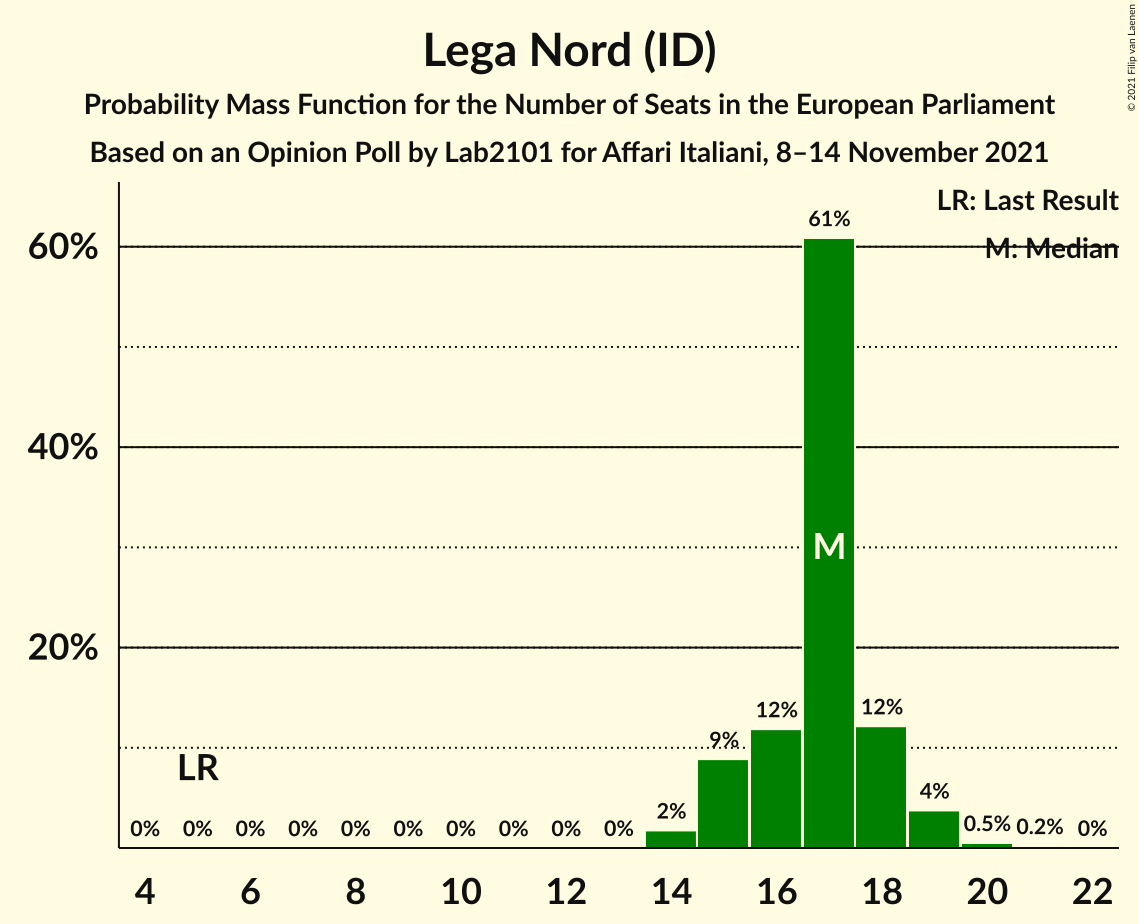 Lega Nord (ID)
Probability Mass Function for the Number of Seats in the European Parliament
Based on an Opinion Poll by Lab2101 for Affari Italiani, 8–14 November 2021
© 2021 Filip van Laenen
LR: Last Result
M: Median
60%
40%
20%
61%
M
LR
0% 0% 0% 0% 0% 0% 0% 0% 0% 0% 2% 9% 12% 12% 4% 0.5% 0.2% 0%
4 6 8 10 12 14 16 18 20 22